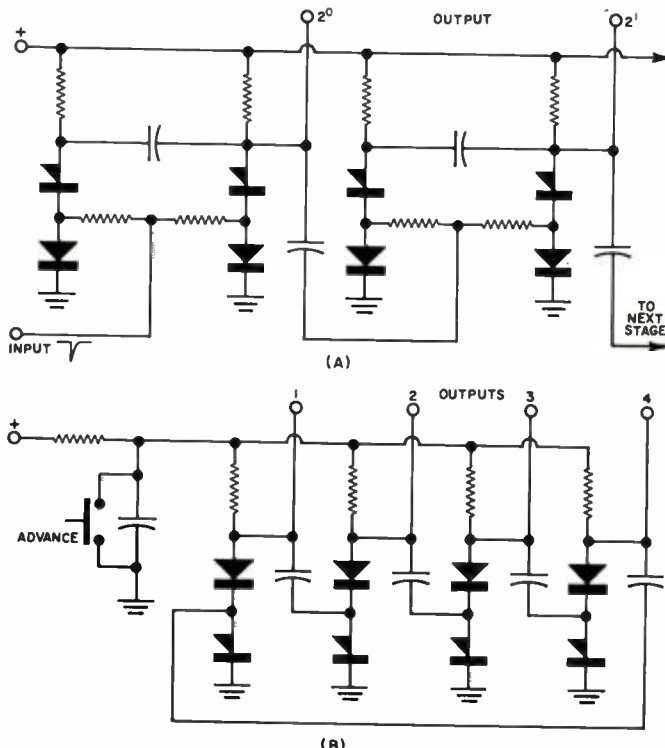 +
2⁰
OUTPUT
2¹
INPUT
TO
NEXT
STAGE
(A)
+
1
2
OUTPUTS
3
4
ADVANCE
(B)